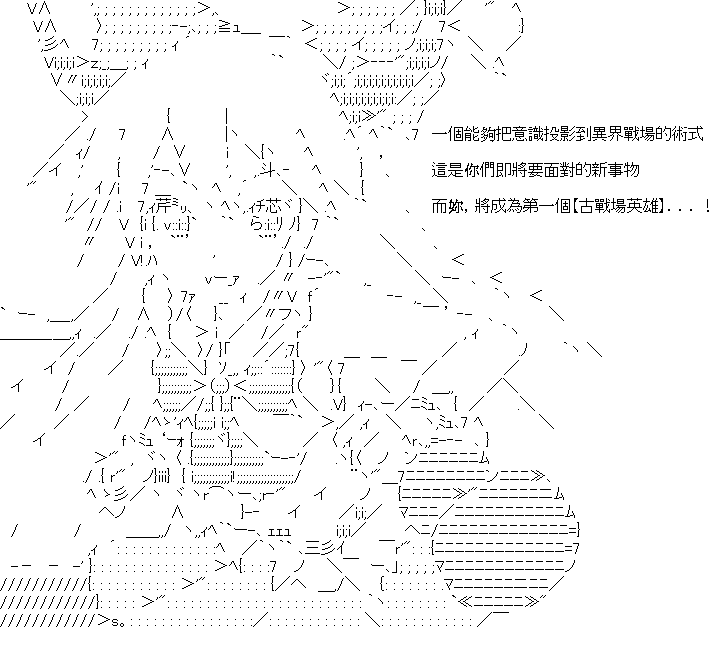 一個能夠把意識投影到異界戰場的術式
這是你們即將要面對的新事物
而妳，將成為第一個【古戰場英雄】．．．！